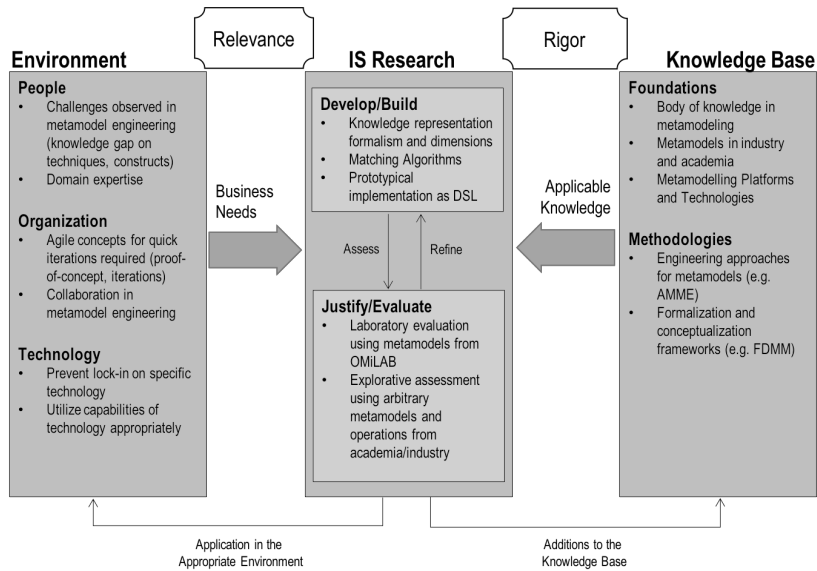 Relevance
Rigor
Environment
IS Research
Knowledge Base
People
• Challenges observed in
metamodel engineering
(knowledge gap on
techniques, constructs)
• Domain expertise
Organization
• Agile concepts for quick
iterations required (proof-
of-concept, iterations)
• Collaboration in
metamodel engineering
Technology
• Prevent lock-in on specific
technology
• Utilize capabilities of
technology appropriately
Business
Needs
Develop/Build
• Knowledge representation
formalism and dimensions
• Matching Algorithms
• Prototypical
implementation as DSL
Assess
Refine
Justify/Evaluate
• Laboratory evaluation
using metamodels from
OMiLAB
• Explorative assessment
using arbitrary
metamodels and
operations from
academia/industry
Applicable
Knowledge
Foundations
• Body of knowledge in
metamodeling
• Metamodels in industry
and academia
• Metamodelling Platforms
and Technologies
Methodologies
• Engineering approaches
for metamodels (e.g.
AMME)
• Formalization and
conceptualization
frameworks (e.g. FDMM)
Application in the
Appropriate Environment
Additions to the
Knowledge Base